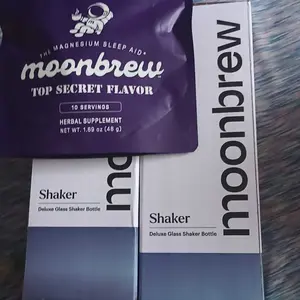 THE MAGNESIUM SLEEP AID*
moonbrew
TOP SECRET FLAVOR
10 SERVINGS
HERBAL SUPPLEMENT
NET WT. 1.69 oz (48 g)
moonbrew
Shaker
Deluxe Glass Shaker Bottle
moonbrew
Shaker
Deluxe Glass Shaker Bottle